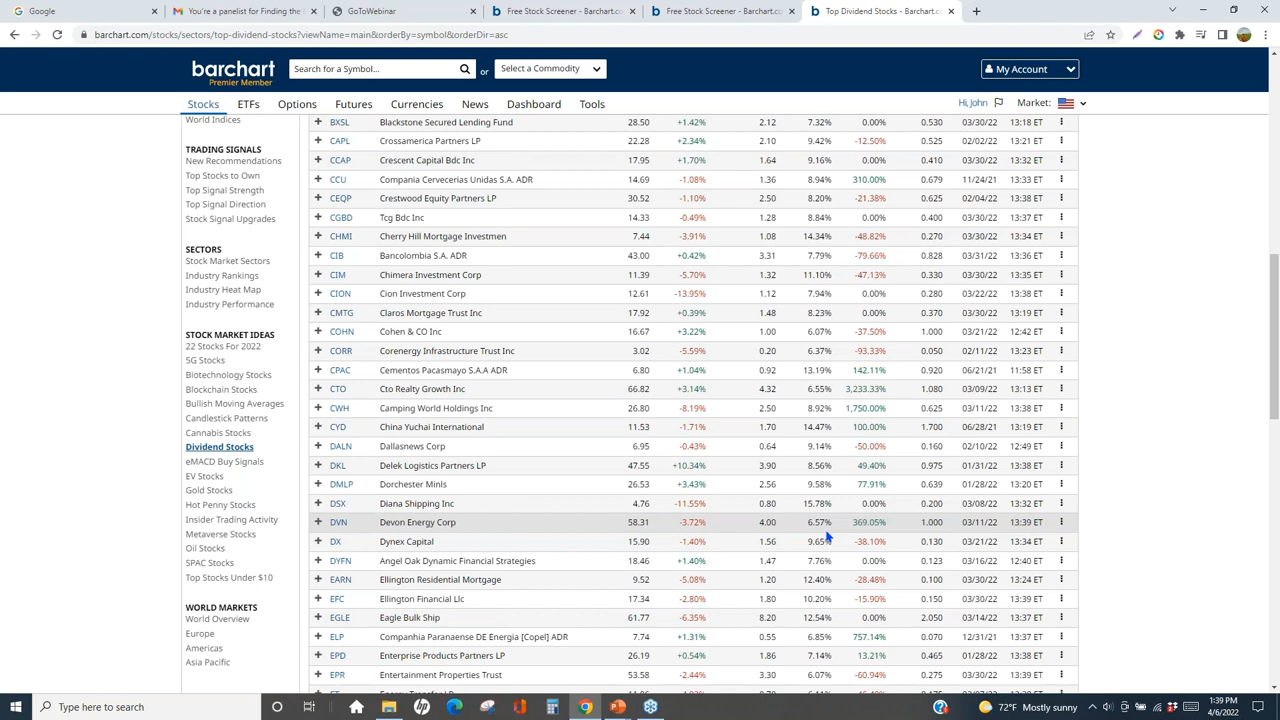 Google
You're a panelist for Finding the
GoToWebinar
Free Stock Screener - Barchart.co
Free Stock Screener - Barchart.co
Top Dividend Stocks - Barchart.c
barchart.com/stocks/sectors/top-dividend-stocks?viewName=main&orderBy=symbol&orderDir=asc
barchart
Premier Member
Search for a Symbol...
or
Select a Commodity
My Account
Stocks ETFs Options Futures Currencies News Dashboard Tools
Hi, John
Market:
World Indices
TRADING SIGNALS
New Recommendations
Top Stocks to Own
Top Signal Strength
Top Signal Direction
Stock Signal Upgrades
SECTORS
Stock Market Sectors
Industry Rankings
Industry Heat Map
Industry Performance
STOCK MARKET IDEAS
22 Stocks For 2022
5G Stocks
Biotechnology Stocks
Blockchain Stocks
Bullish Moving Averages
Candlestick Patterns
Cannabis Stocks
Dividend Stocks
eMACD Buy Signals
EV Stocks
Gold Stocks
Hot Penny Stocks
Insider Trading Activity
Metaverse Stocks
Oil Stocks
SPAC Stocks
Top Stocks Under $10
WORLD MARKETS
World Overview
Europe
Americas
Asia Pacific
BXSL Blackstone Secured Lending Fund 28.50 +1.42% 2.12 7.32% 0.00% 0.530 03/30/22 13:18 ET
CAPL Crossamerica Partners LP 22.28 +2.34% 2.10 9.42% -12.50% 0.525 02/02/22 13:21 ET
CCAP Crescent Capital Bdc Inc 17.95 +1.70% 1.64 9.16% 0.00% 0.410 03/30/22 13:32 ET
CCU Compania Cervecerias Unidas S.A. ADR 14.69 -1.08% 1.36 8.94% 310.00% 0.679 11/24/21 13:33 ET
CEQP Crestwood Equity Partners LP 30.52 -1.10% 2.50 8.20% -21.38% 0.625 02/04/22 13:38 ET
CGBD Tcg Bdc Inc 14.33 -0.49% 1.28 8.84% 0.00% 0.400 03/30/22 13:37 ET
CHMI Cherry Hill Mortgage Investmen 7.44 -3.91% 1.08 14.34% -48.82% 0.270 03/30/22 13:34 ET
CIB Bancolombia S.A. ADR 43.00 +0.42% 3.31 7.79% -79.66% 0.828 03/31/22 13:36 ET
CIM Chimera Investment Corp 11.39 -5.70% 1.32 11.10% -47.13% 0.330 03/30/22 13:35 ET
CION Cion Investment Corp 12.61 -13.95% 1.12 7.94% 0.00% 0.280 03/22/22 13:38 ET
CMTG Claros Mortgage Trust Inc 17.92 +0.39% 1.48 8.23% 0.00% 0.370 03/30/22 13:19 ET
COHN Cohen & CO Inc 16.67 +3.22% 1.00 6.07% -37.50% 1.000 03/21/22 12:42 ET
CORR Corenergy Infrastructure Trust Inc 3.02 -5.59% 0.20 6.37% -93.33% 0.050 02/11/22 13:23 ET
CPAC Cementos Pacasmayo S.A.A ADR 6.80 +1.04% 0.92 13.19% 142.11% 0.920 06/21/21 11:58 ET
CTO Cto Realty Growth Inc 66.82 +3.14% 4.32 6.55% 3,233.33% 1.080 03/09/22 13:13 ET
CWH Camping World Holdings Inc 26.80 -8.19% 2.50 8.92% 1,750.00% 0.625 03/11/22 13:38 ET
CYD China Yuchai International 11.53 -1.71% 1.70 14.47% 100.00% 1.700 06/28/21 13:19 ET
DALN Dallasnews Corp 6.95 -0.43% 0.64 9.14% -50.00% 0.160 02/10/22 12:49 ET
DKL Delek Logistics Partners LP 47.55 +10.34% 3.90 8.56% 49.40% 0.975 01/31/22 13:38 ET
DMLP Dorchester Minls 26.53 +3.43% 2.56 9.58% 77.91% 0.639 01/28/22 13:20 ET
DSX Diana Shipping Inc 4.76 -11.55% 0.80 15.78% 0.00% 0.200 03/08/22 13:32 ET
DVN Devon Energy Corp 58.31 -3.72% 4.00 6.57% 369.05% 1.000 03/11/22 13:39 ET
DX Dynex Capital 15.90 -1.40% 1.56 9.65% -38.10% 0.130 03/21/22 13:34 ET
DYFN Angel Oak Dynamic Financial Strategies 18.46 +1.40% 1.47 7.76% 0.00% 0.123 03/16/22 12:40 ET
EARN Ellington Residential Mortgage 9.52 -5.08% 1.20 12.40% -28.48% 0.100 03/30/22 13:24 ET
EFC Ellington Financial Llc 17.34 -2.80% 1.80 10.20% -15.90% 0.150 03/30/22 13:39 ET
EGLE Eagle Bulk Ship 61.77 -6.35% 8.20 12.54% 0.00% 2.050 03/14/22 13:37 ET
ELP Companhia Paranaense DE Energia [Copel] ADR 7.74 +1.31% 0.55 6.85% 757.14% 0.070 12/31/21 13:37 ET
EPD Enterprise Products Partners LP 26.19 +0.54% 1.86 7.14% 13.21% 0.465 01/28/22 13:38 ET
EPR Entertainment Properties Trust 53.58 -2.44% 3.30 6.07% -60.94% 0.275 03/30/22 13:37 ET
Type here to search
72°F Mostly sunny
1:39 PM
4/6/2022